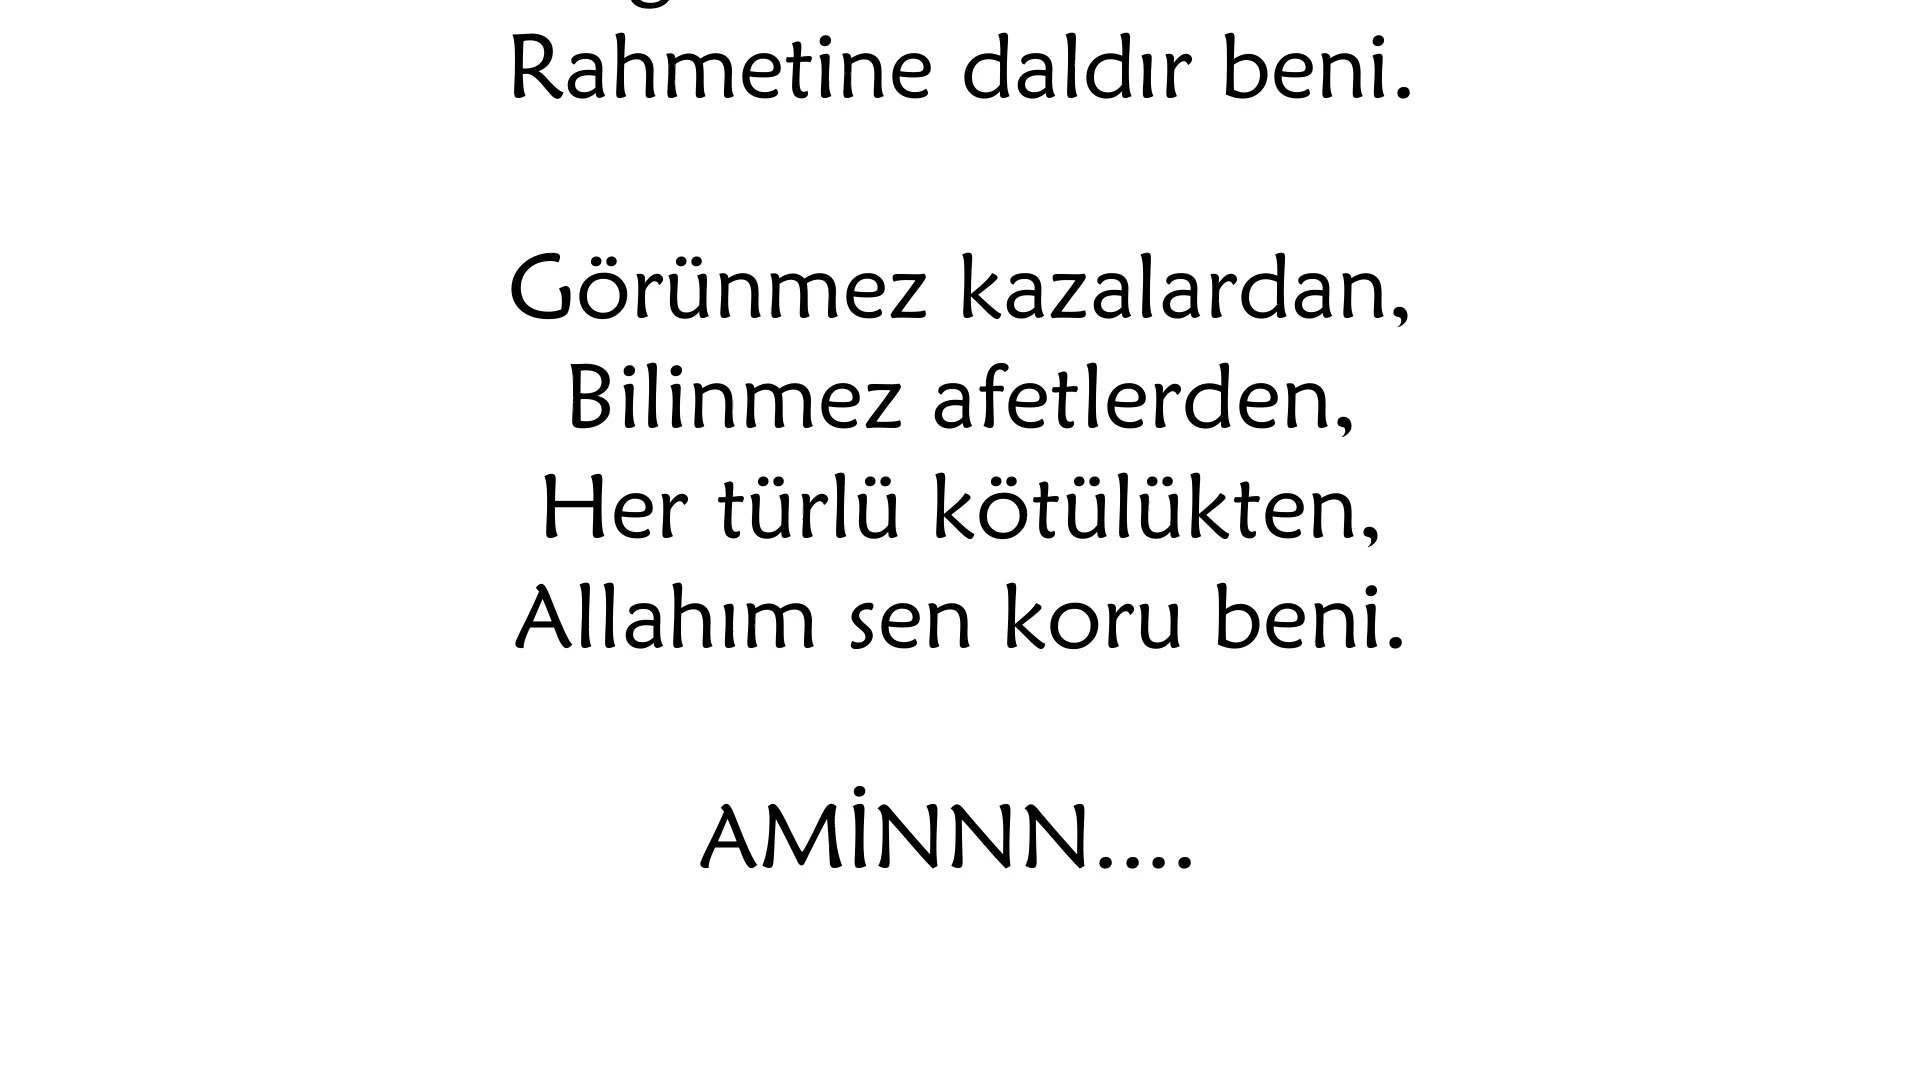 Rahmetine daldır beni.
Görünmez kazalardan,
Bilinmez afetlerden,
Her türlü kötülükten,
Allahım sen koru beni.
AMİNNN....